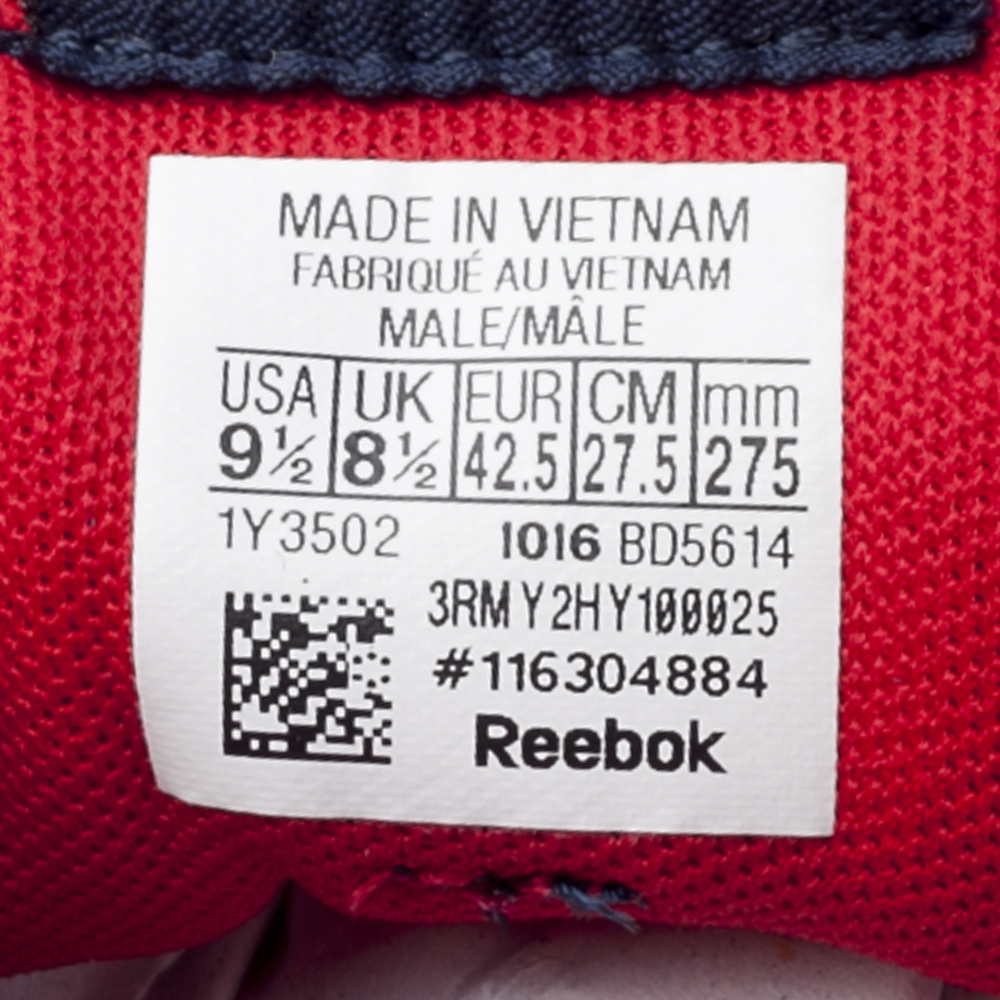 MADE IN VIETNAM
FABRIQUÉ AU VIETNAM
MALE/MÂLE
USA UK EUR CM mm
9½ 8½ 42.5 27.5 275
1Y3502 1016 BD5614
3RMY2HY100025
#116304884
Reebok